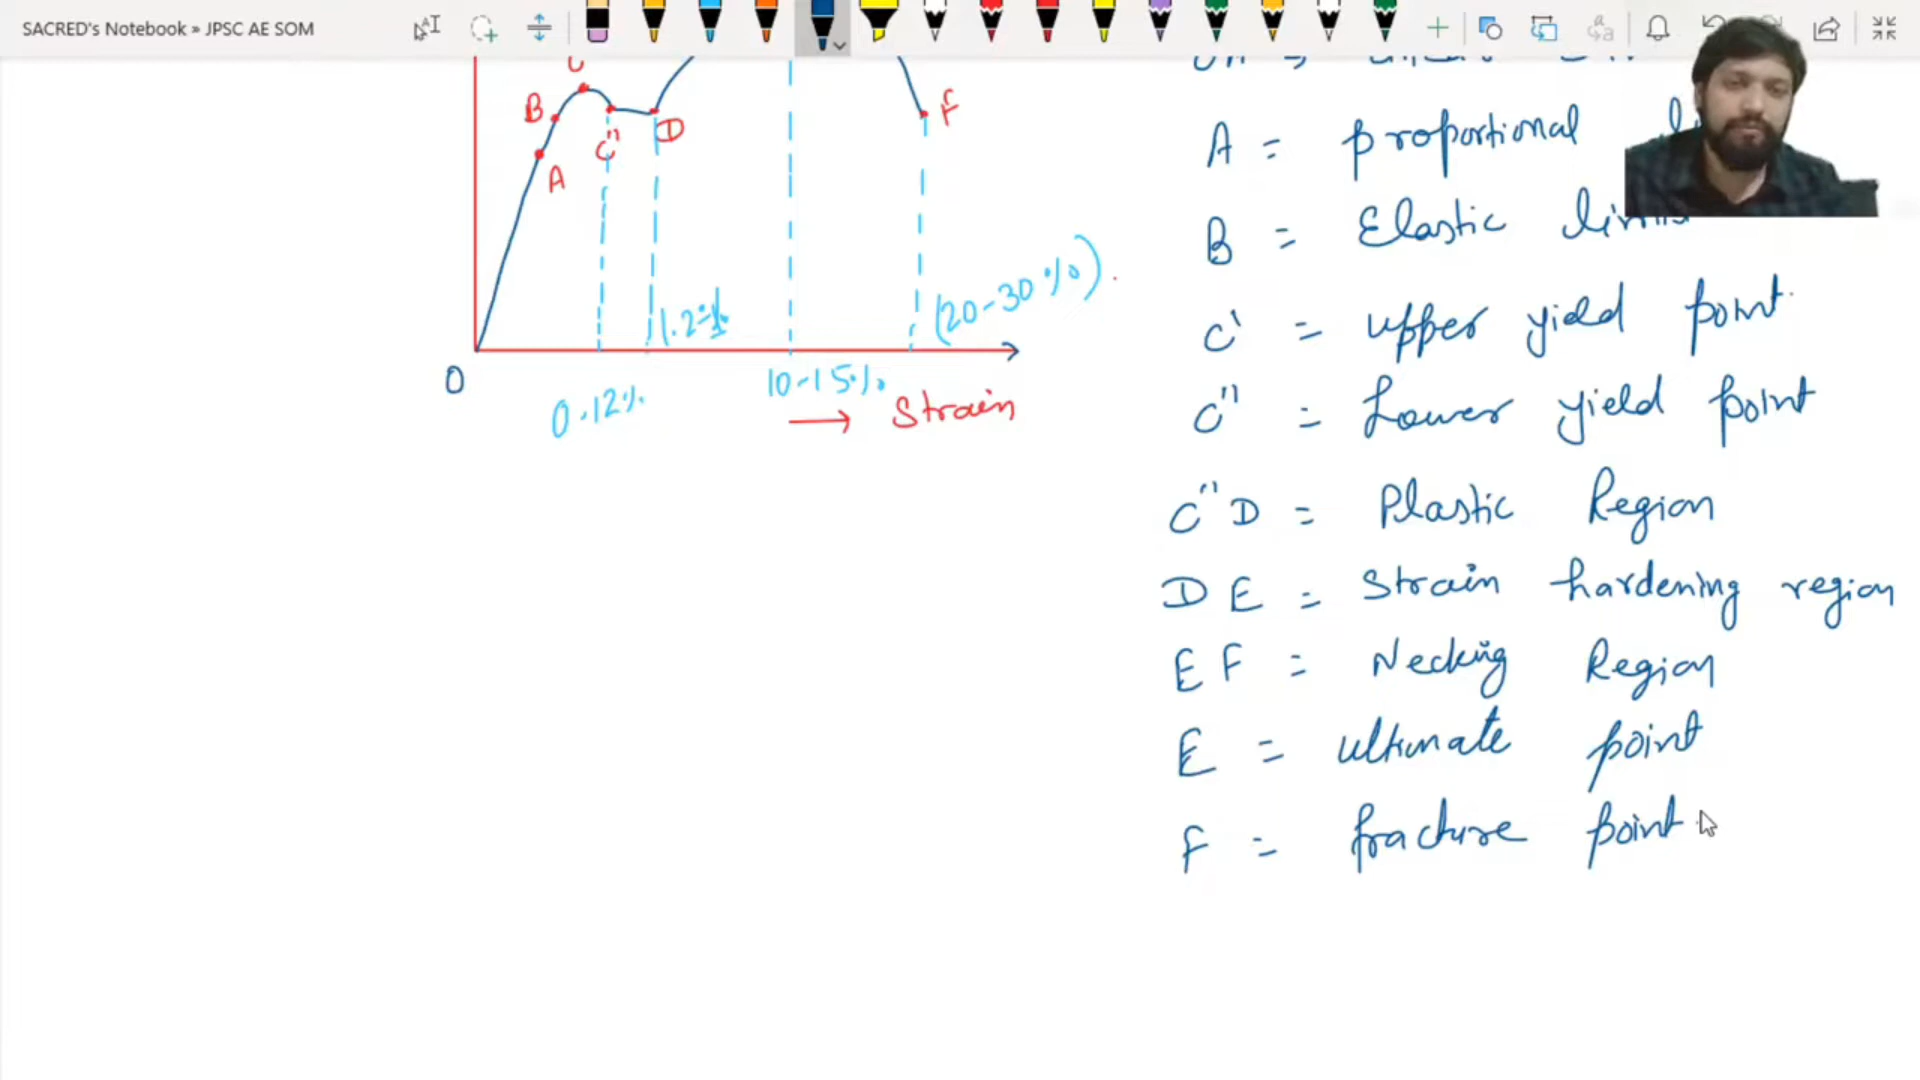 SACRED's Notebook » JPSC AE SOM
B
C"
D
F
A
1.2%
(20-30%).
O
0.12%
10-15%
Strain
A = proportional
B = Elastic limit
C' = upper yield point.
C" = Lower yield point
C"D = Plastic Region
DE = Strain hardening region
EF = Necking Region
E = ultimate point
F = fracture point